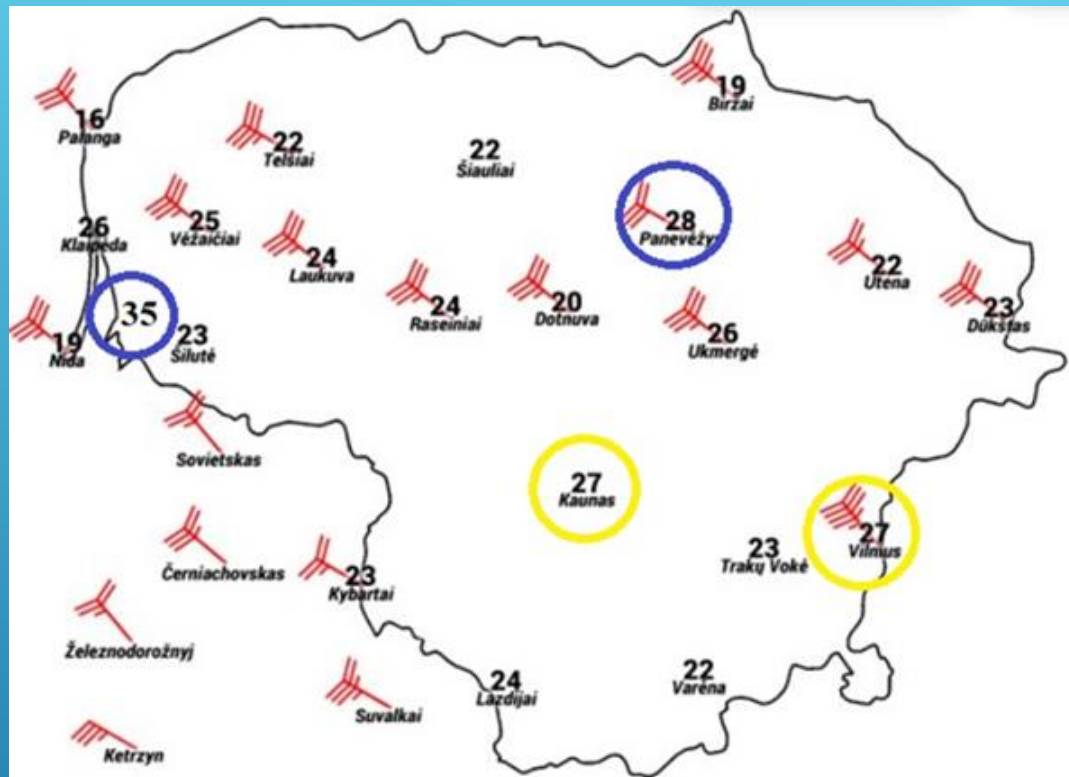 19
Biržai
16
Palanga
22
Telšiai
22
Šiauliai
25
Vėžaičiai
28
Panevėžys
26
Klaipėda
24
Laukuva
22
Utena
35
24
Raseiniai
20
Dotnuva
23
Dūkštas
19
Nida
23
Šilutė
26
Ukmergė
Sovietskas
27
Kaunas
27
Vilnius
23
Trakų Vokė
Černiachovskas
23
Kybartai
Železnodorožnyj
24
Lazdijai
22
Varėna
Suvalkai
Ketrzyn